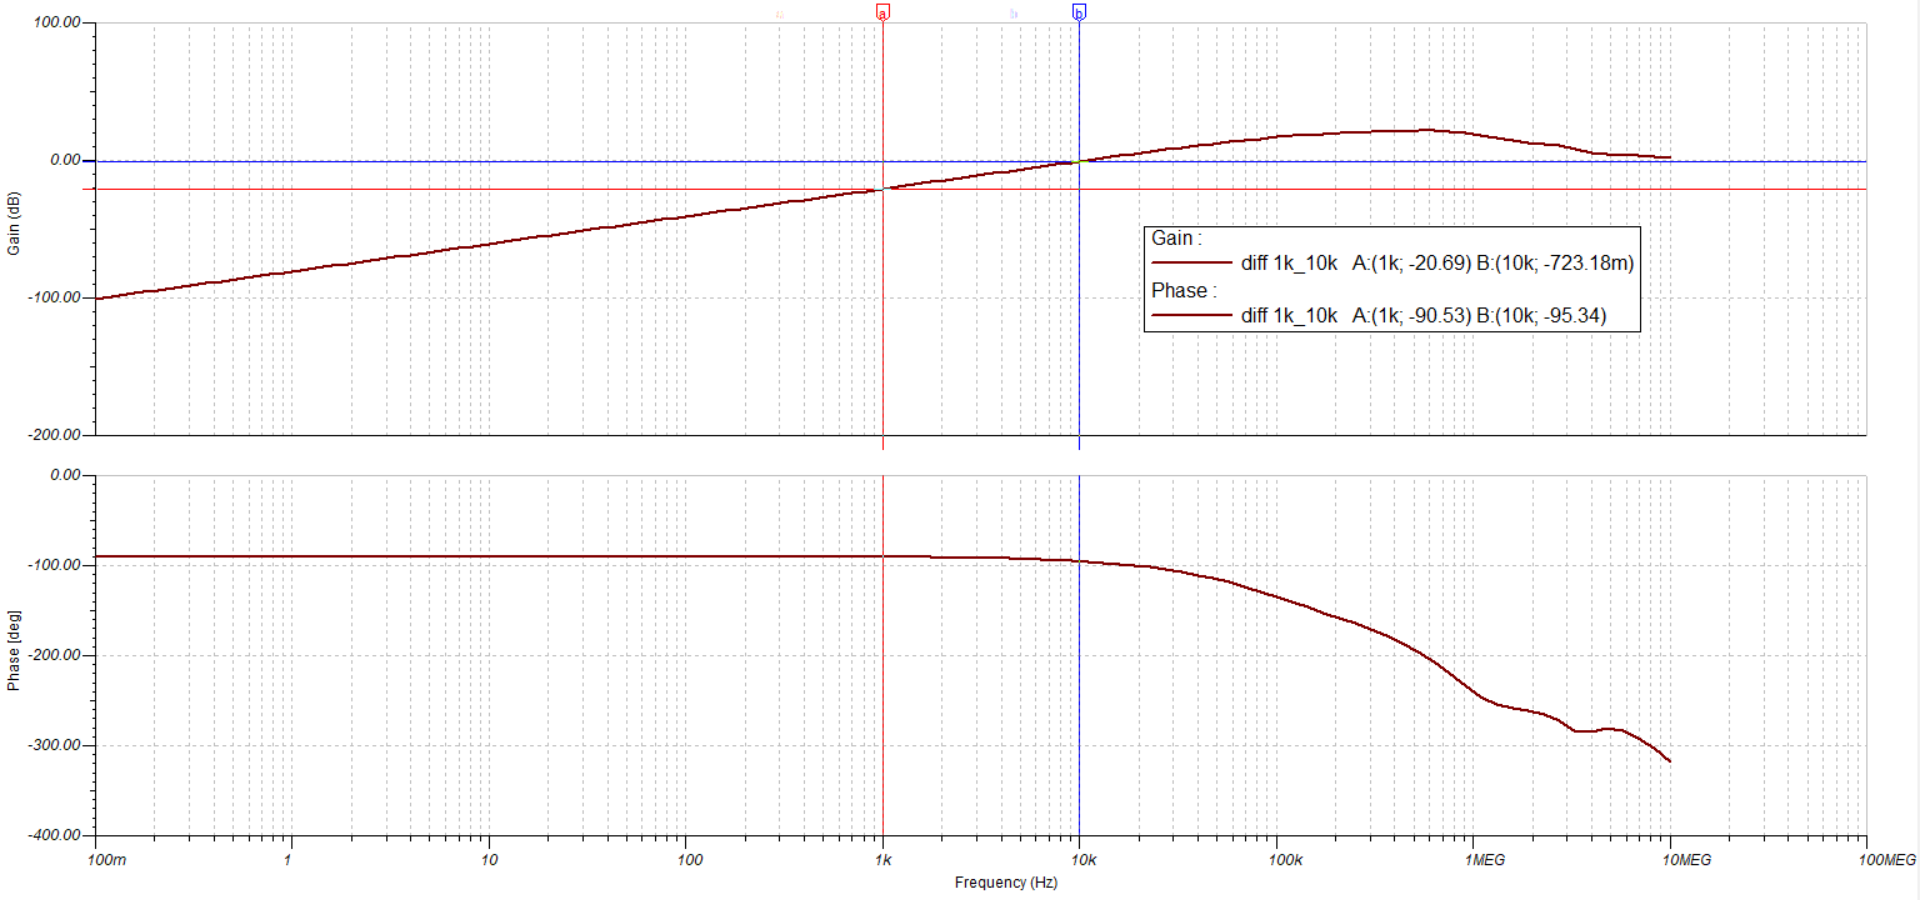 a
b
a
b
100.00
0.00
-100.00
-200.00
Gain (dB)
Gain :
diff 1k_10k A:(1k; -20.69) B:(10k; -723.18m)
Phase :
diff 1k_10k A:(1k; -90.53) B:(10k; -95.34)
0.00
-100.00
-200.00
-300.00
-400.00
Phase [deg]
100m
1
10
100
1k
10k
100k
1MEG
10MEG
100MEG
Frequency (Hz)